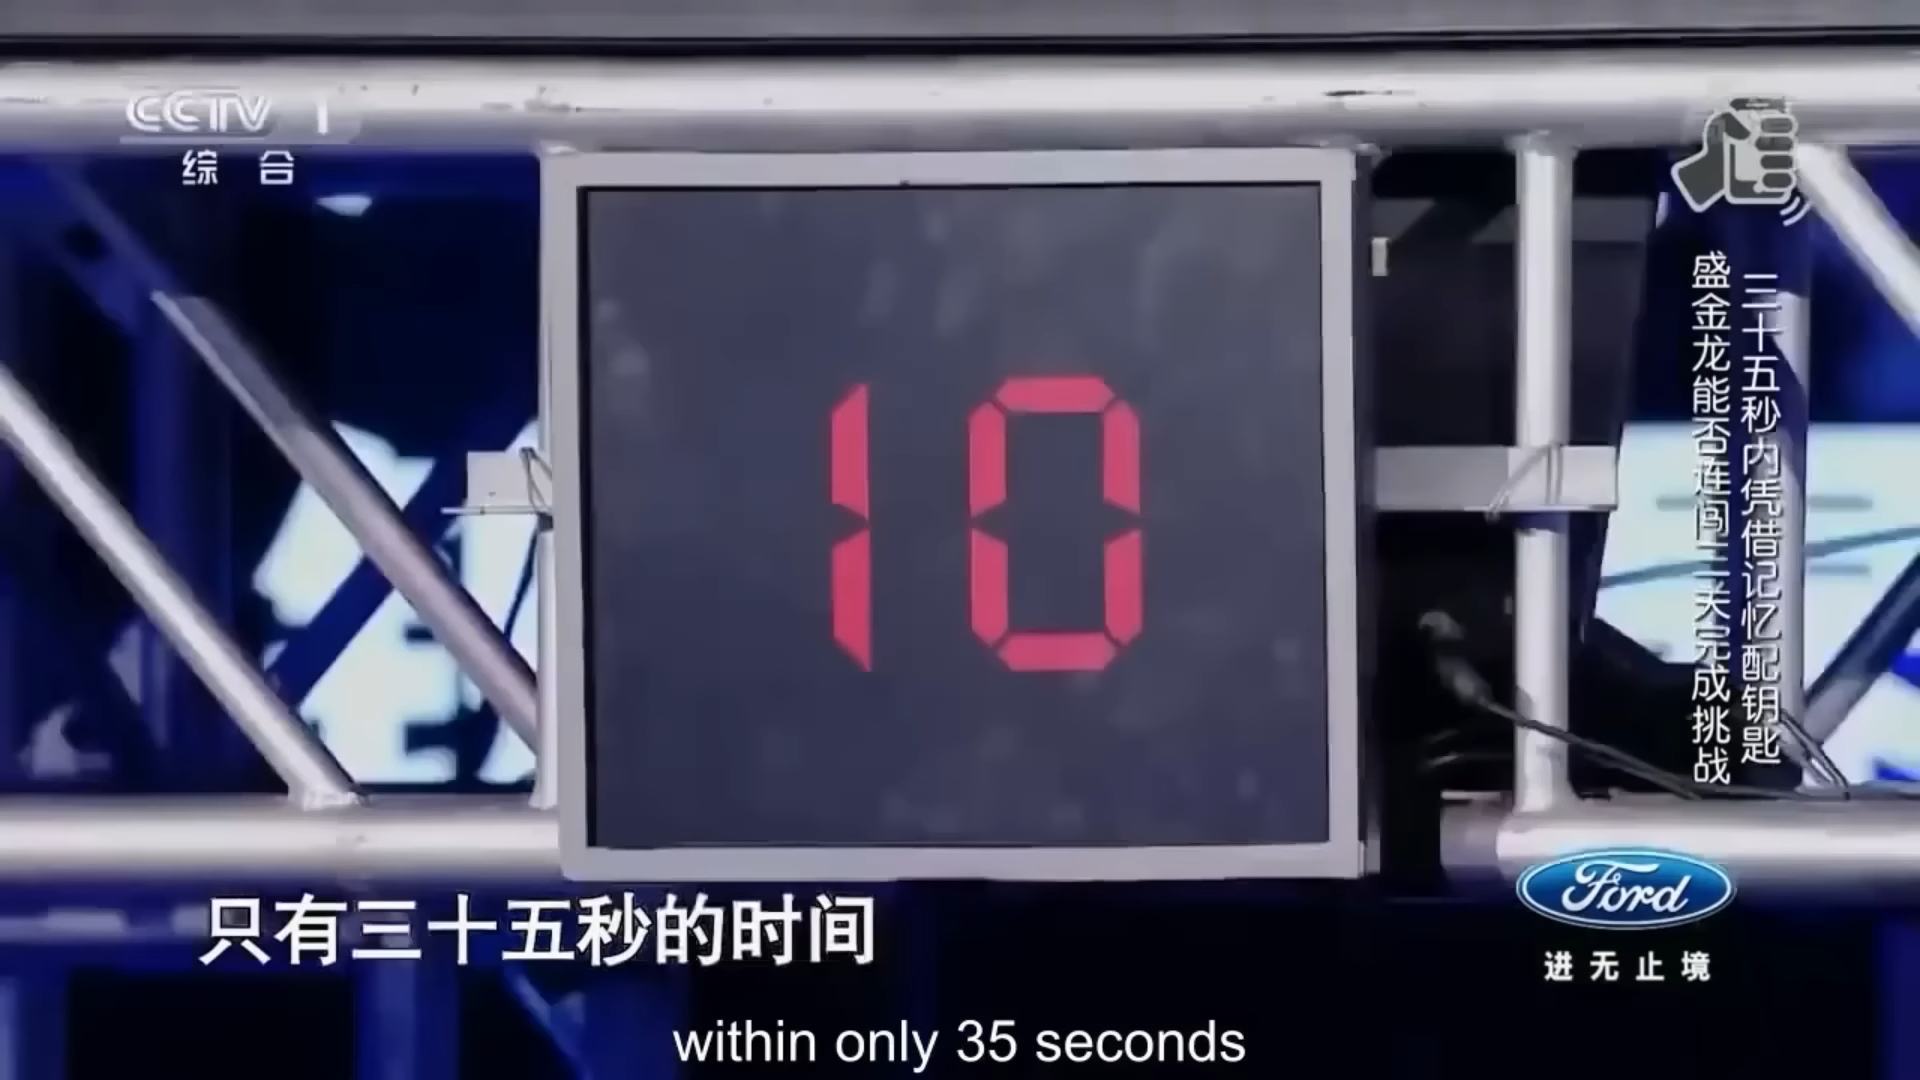 CCTV 1
综合
三十五秒内凭借记忆配钥匙
盛金龙能否连闯三关完成挑战
10
只有三十五秒的时间
Ford
进无止境
within only 35 seconds